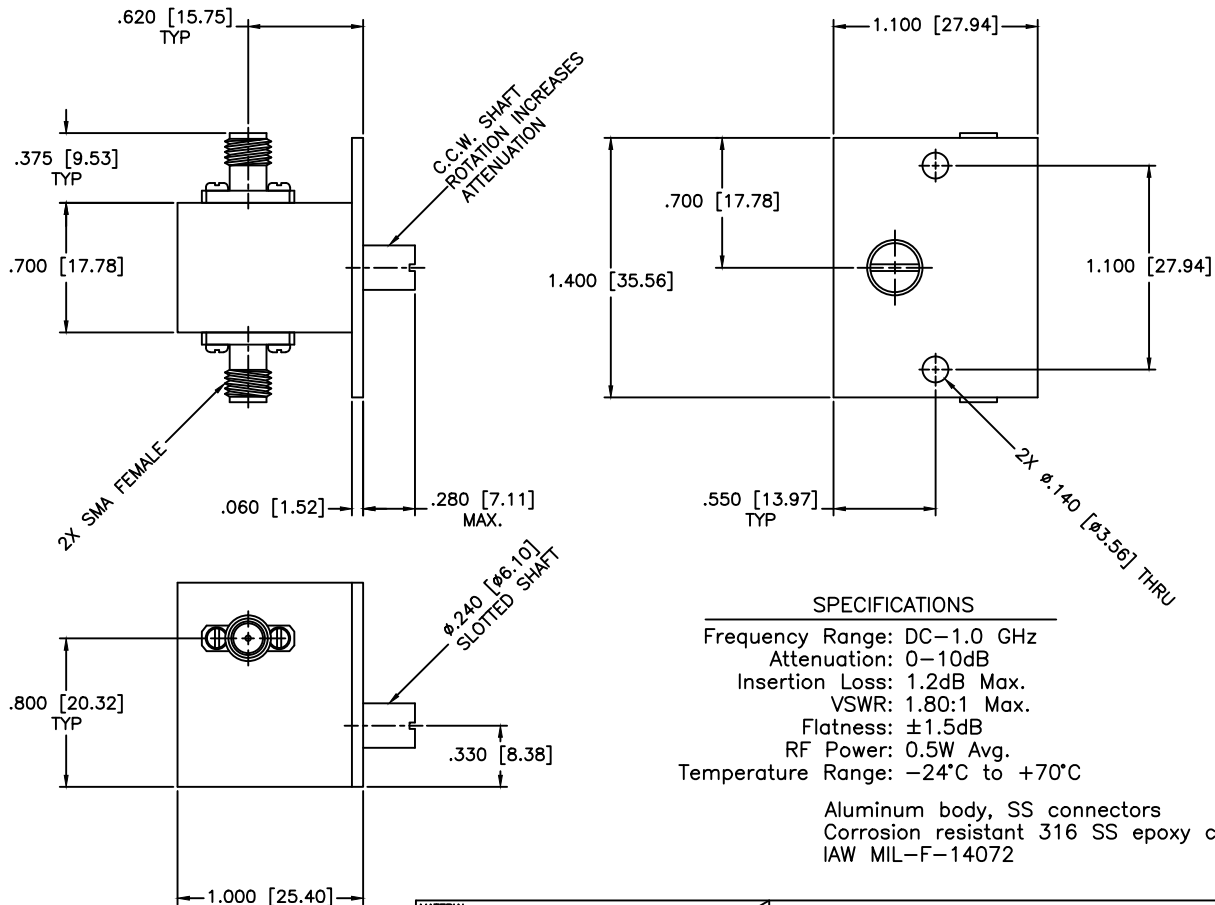 .620 [15.75]
TYP
.375 [9.53]
TYP
.700 [17.78]
C.C.W. SHAFT
ROTATION INCREASES
ATTENUATION
2X SMA FEMALE
.060 [1.52]
.280 [7.11]
MAX.
1.100 [27.94]
.700 [17.78]
1.400 [35.56]
1.100 [27.94]
.550 [13.97]
TYP
2X ø.140 [ø3.56] THRU
ø.240 [ø6.10]
SLOTTED SHAFT
.800 [20.32]
TYP
.330 [8.38]
1.000 [25.40]
SPECIFICATIONS
Frequency Range: DC-1.0 GHz
Attenuation: 0-10dB
Insertion Loss: 1.2dB Max.
VSWR: 1.80:1 Max.
Flatness: ±1.5dB
RF Power: 0.5W Avg.
Temperature Range: -24°C to +70°C
Aluminum body, SS connectors
Corrosion resistant 316 SS epoxy
IAW MIL-F-14072